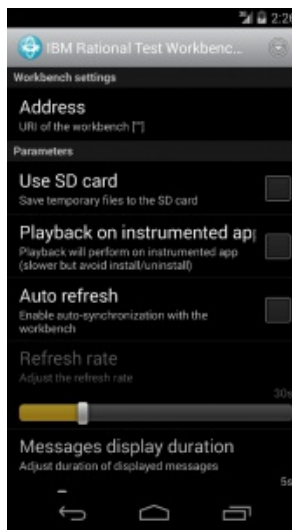 2:20
IBM Rational Test Workbenc...
Workbench settings
Address
URI of the workbench [""]
Parameters
Use SD card
Save temporary files to the SD card
Playback on instrumented app
Playback will perform on instrumented app
(slower but avoid install/uninstall)
Auto refresh
Enable auto-synchronization with the
workbench
Refresh rate
Adjust the refresh rate
30s
Messages display duration
Adjust duration of displayed messages
5s